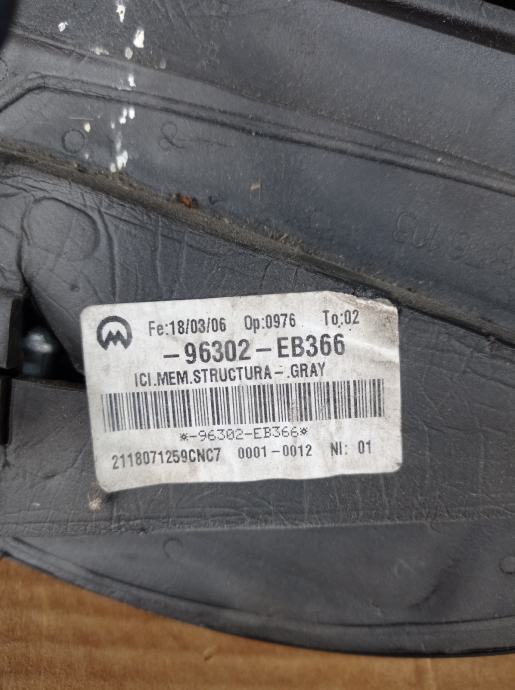 Fe:18/03/06 Op:0976 To:02
-96302-EB366
ICI.MEM.STRUCTURA-.GRAY
*-96302-EB366*
2118071259CNC7 0001-0012 NI: 01